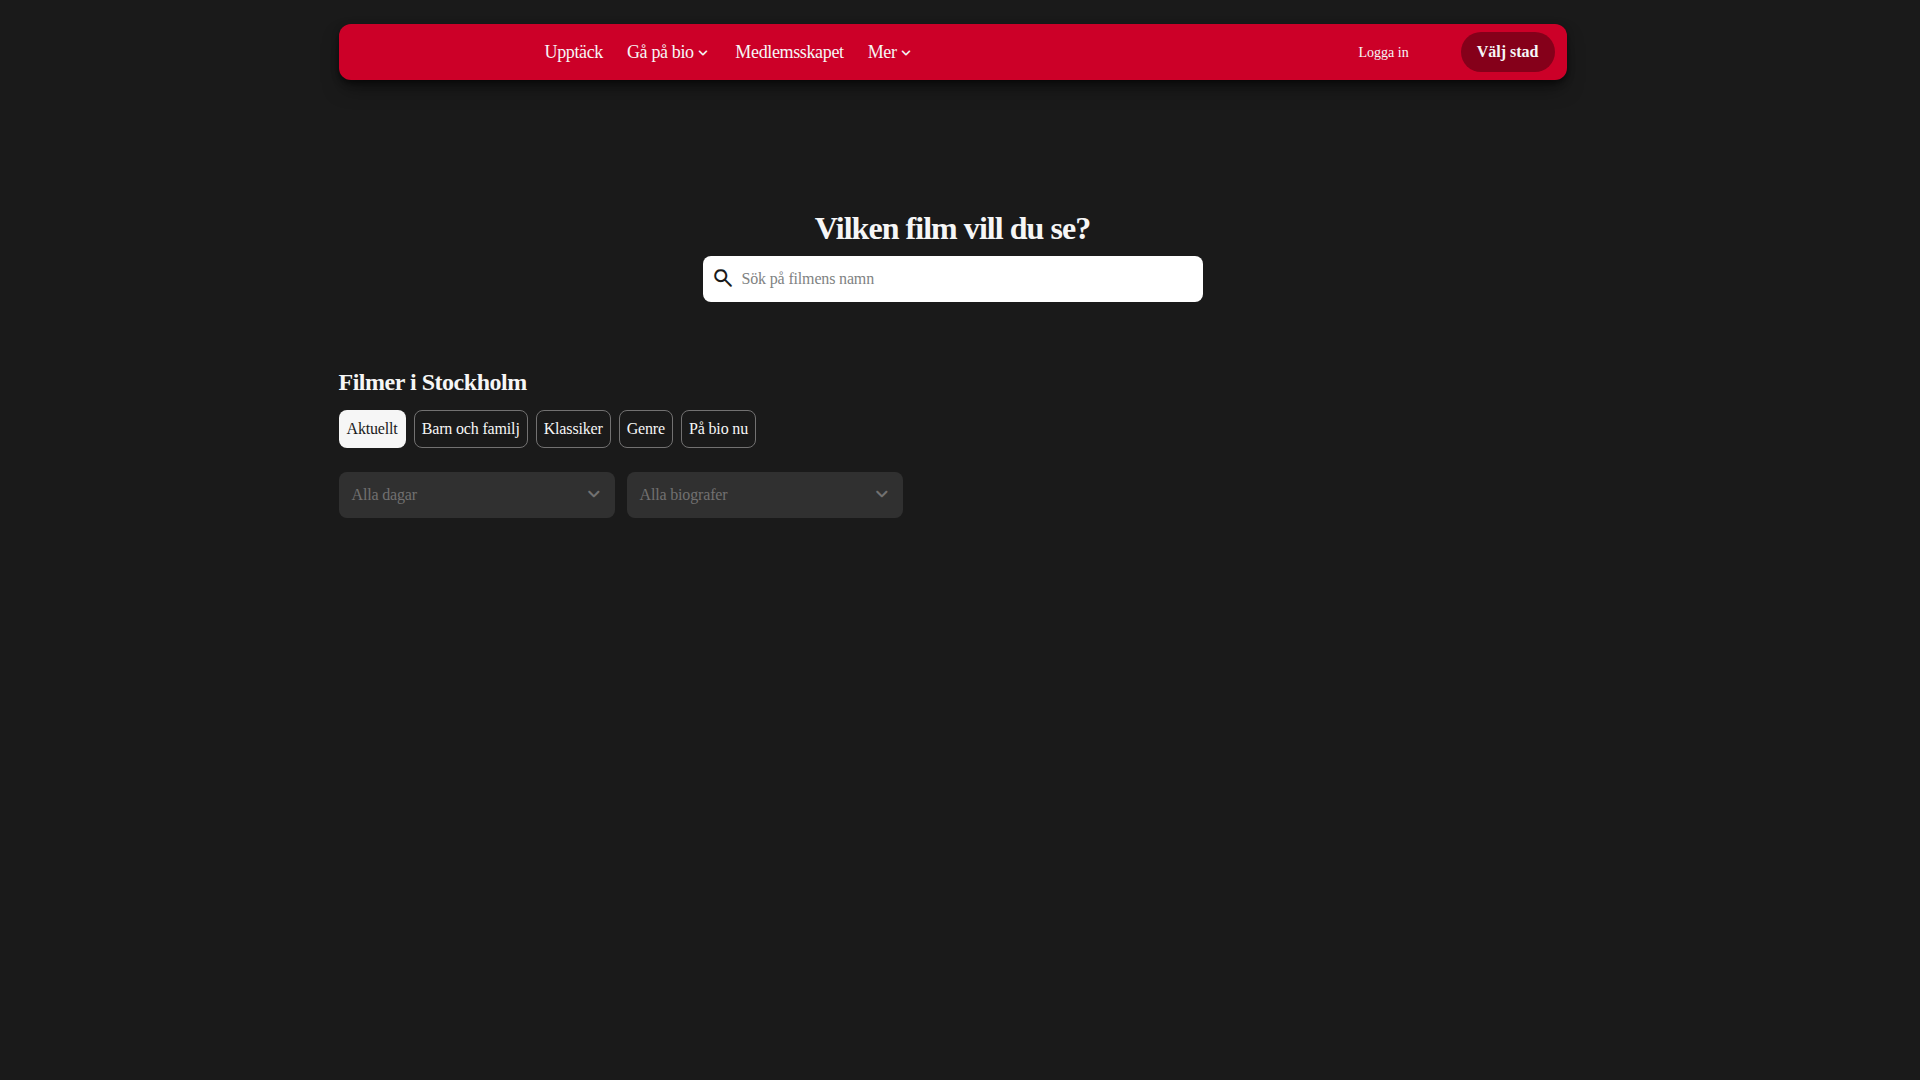 Upptäck Gå på bio Medlemsskapet Mer Logga in Välj stad
Vilken film vill du se?
Sök på filmens namn
Filmer i Stockholm
Aktuellt Barn och familj Klassiker Genre På bio nu
Alla dagar Alla biografer